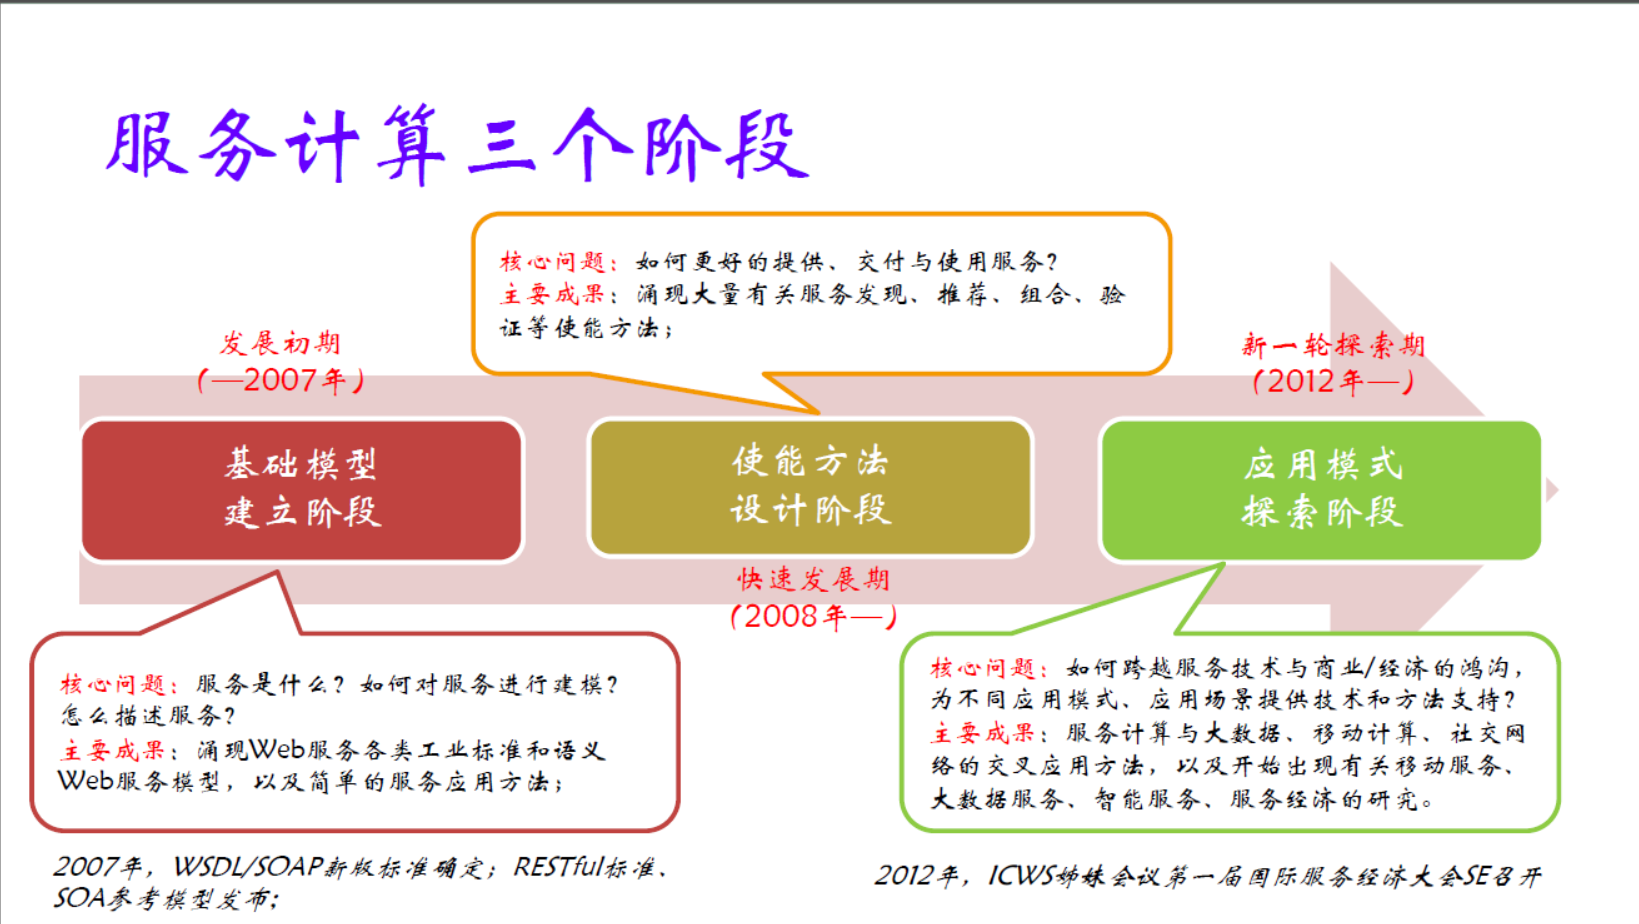 服务计算三个阶段
核心问题：如何更好的提供、交付与使用服务？
主要成果：涌现大量有关服务发现、推荐、组合、验
证等使能方法；
发展初期
（—2007年）
新一轮探索期
（2012年—）
基础模型
建立阶段
使能方法
设计阶段
应用模式
探索阶段
快速发展期
（2008年—）
核心问题：服务是什么？如何对服务进行建模？
怎么描述服务？
主要成果：涌现Web服务各类工业标准和语义
Web服务模型，以及简单的服务应用方法；
核心问题：如何跨越服务技术与商业/经济的鸿沟，
为不同应用模式、应用场景提供技术和方法支持？
主要成果：服务计算与大数据、移动计算、社交网
络的交叉应用方法，以及开始出现有关移动服务、
大数据服务、智能服务、服务经济的研究。
2007年，WSDL/SOAP新版标准确定；RESTful标准、
SOA参考模型发布；
2012年，ICWS姊妹会议第一届国际服务经济大会SE召开